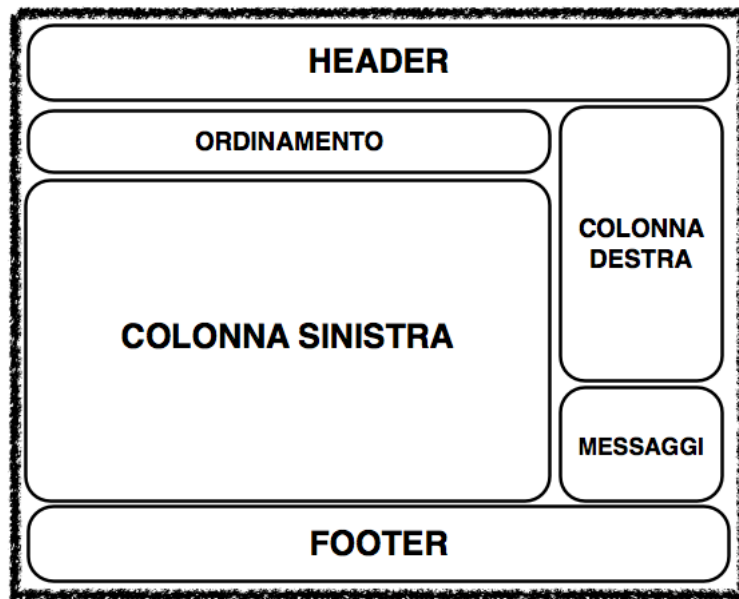 HEADER
ORDINAMENTO
COLONNA
DESTRA
COLONNA SINISTRA
MESSAGGI
FOOTER